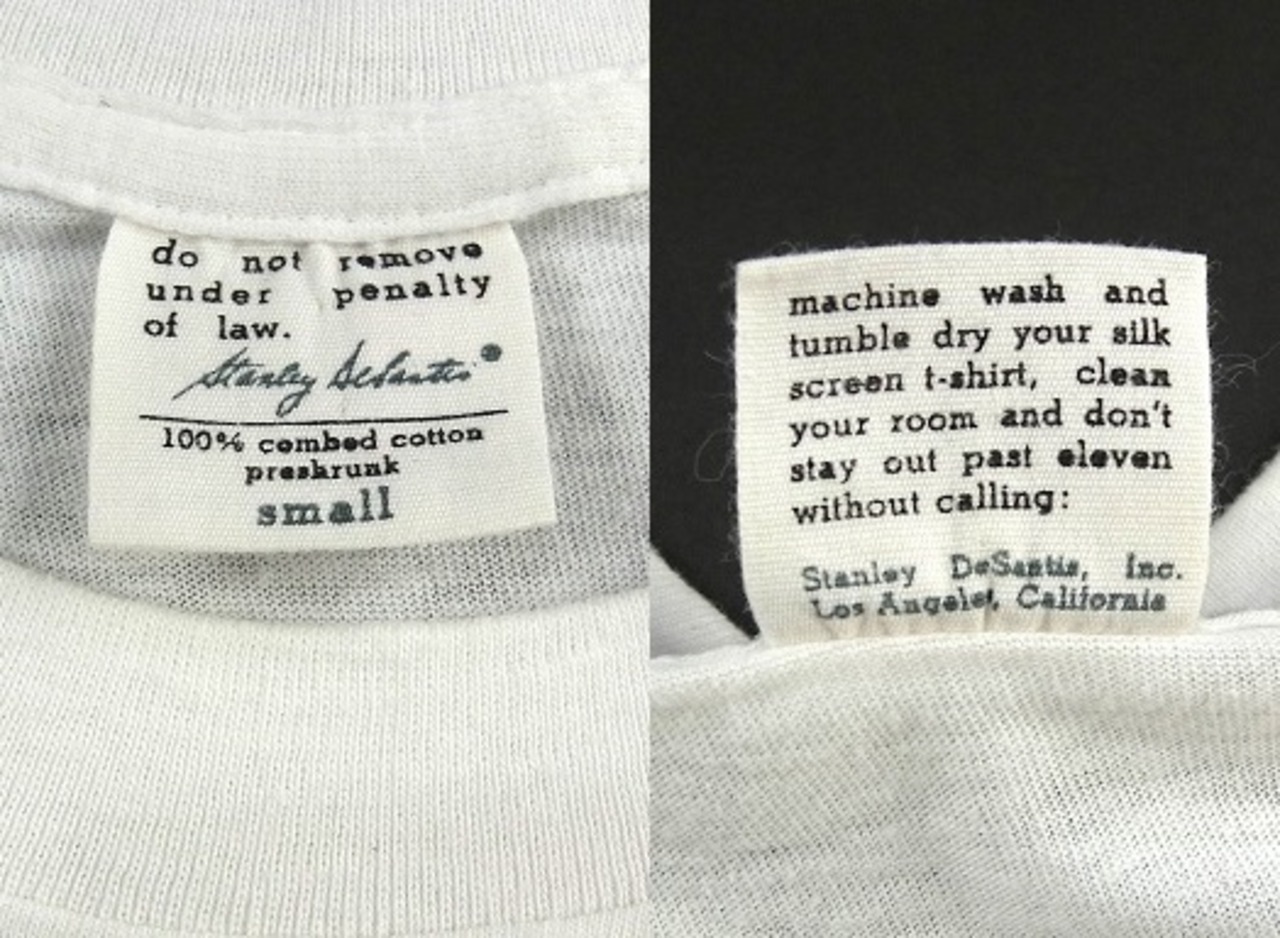 do not remove
under penalty
of law.
Stanley DeSantis
100% combed cotton
preshrunk
small
machine wash and
tumble dry your silk
screen t-shirt, clean
your room and don't
stay out past eleven
without calling:
Stanley DeSantis, Inc.
Los Angeles, California